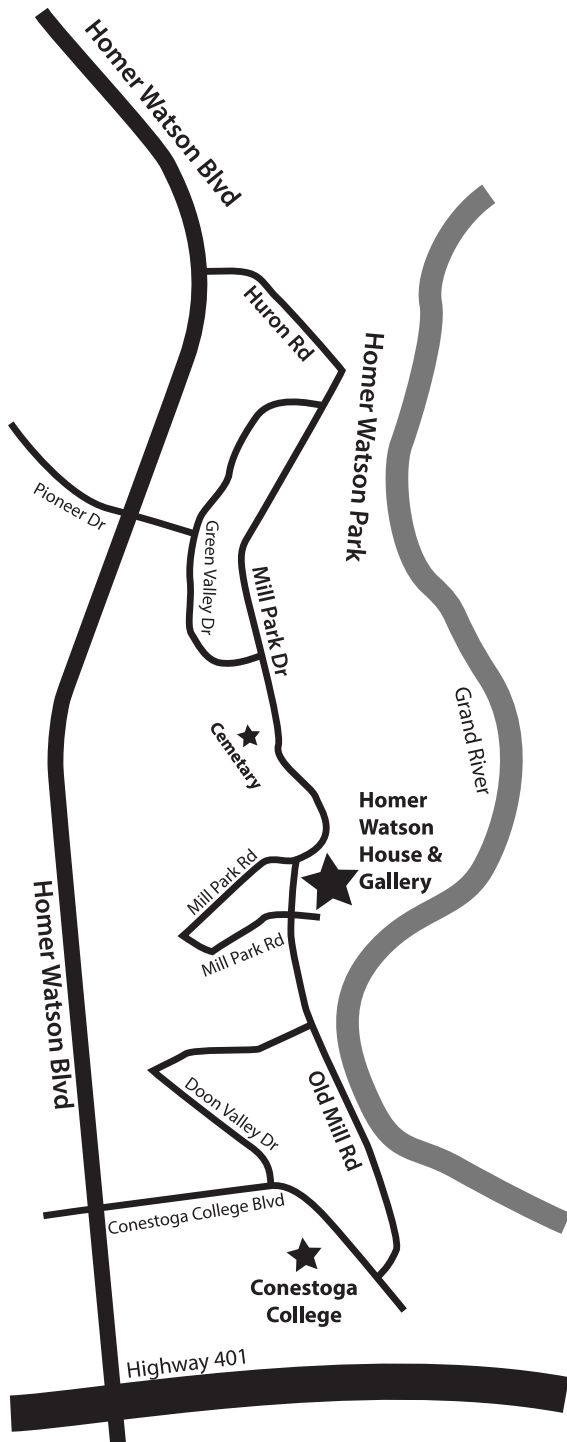 Homer Watson Blvd
Huron Rd
Homer Watson Park
Pioneer Dr
Green Valley Dr
Mill Park Dr
Grand River
Cemetary
Homer
Watson
House &
Gallery
Mill Park Rd
Mill Park Rd
Homer Watson Blvd
Old Mill Rd
Doon Valley Dr
Conestoga College Blvd
Conestoga
College
Highway 401